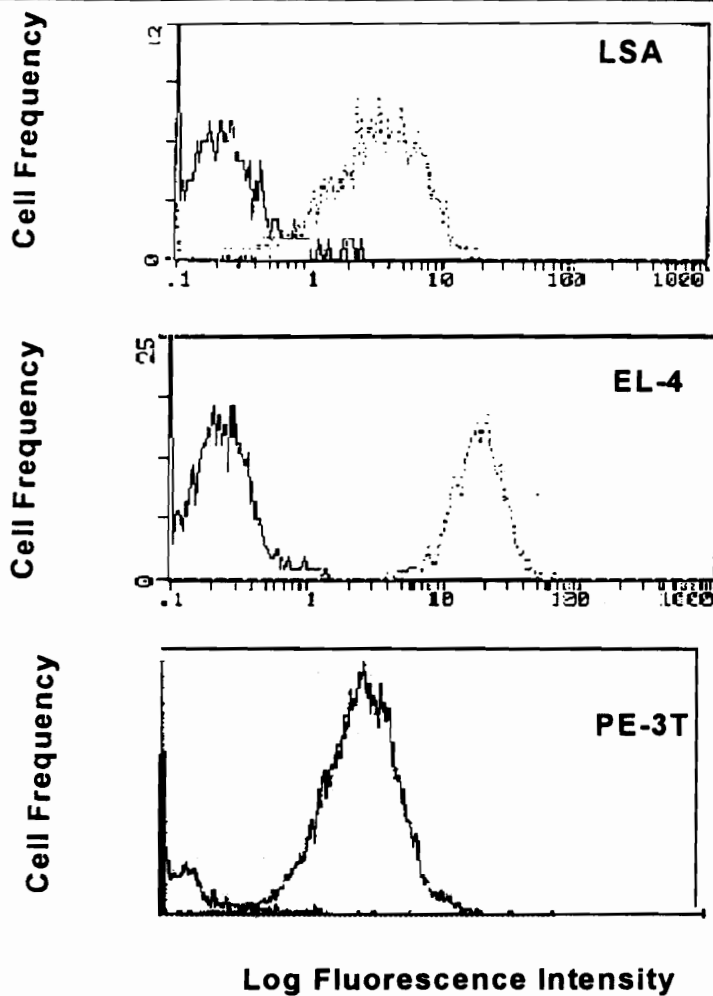 Cell Frequency
12
LSA
0
.1 1 10 100 1000
Cell Frequency
25
EL-4
0
.1 1 10 100 1000
Cell Frequency
PE-3T
Log Fluorescence Intensity